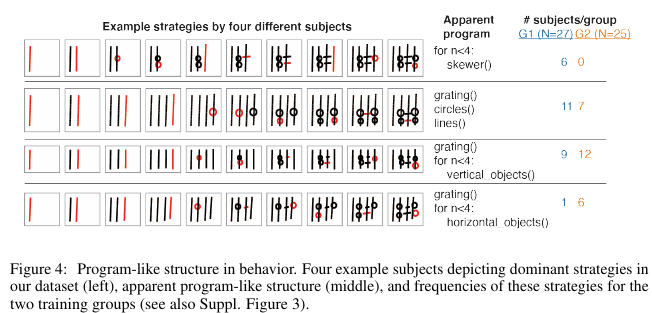 Example strategies by four different subjects
Apparent program
# subjects/group
G1 (N=27) G2 (N=25)
for n<4:
skewer()
6 0
grating()
circles()
lines()
11 7
grating()
for n<4:
vertical_objects()
9 12
grating()
for n<4:
horizontal_objects()
1 6
Figure 4: Program-like structure in behavior. Four example subjects depicting dominant strategies in
our dataset (left), apparent program-like structure (middle), and frequencies of these strategies for the
two training groups (see also Suppl. Figure 3).